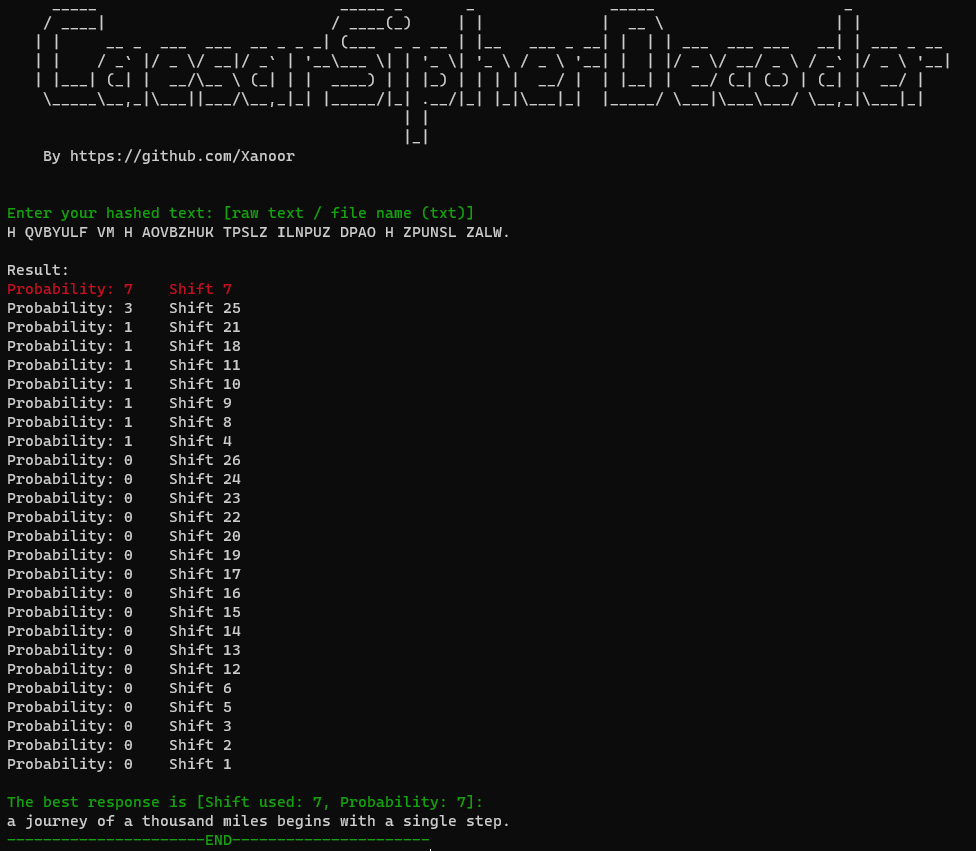 CaesarSipherDecoder
By https://github.com/Xanoor
Enter your hashed text: [raw text / file name (txt)]
H QVBYULF VM H AOVBZHUK TPSLZ ILNPUZ DPAO H ZPUNSL ZALW.
Result:
Probability: 7    Shift 7
Probability: 3    Shift 25
Probability: 1    Shift 21
Probability: 1    Shift 18
Probability: 1    Shift 11
Probability: 1    Shift 10
Probability: 1    Shift 9
Probability: 1    Shift 8
Probability: 1    Shift 4
Probability: 0    Shift 26
Probability: 0    Shift 24
Probability: 0    Shift 23
Probability: 0    Shift 22
Probability: 0    Shift 20
Probability: 0    Shift 19
Probability: 0    Shift 17
Probability: 0    Shift 16
Probability: 0    Shift 15
Probability: 0    Shift 14
Probability: 0    Shift 13
Probability: 0    Shift 12
Probability: 0    Shift 6
Probability: 0    Shift 5
Probability: 0    Shift 3
Probability: 0    Shift 2
Probability: 0    Shift 1
The best response is [Shift used: 7, Probability: 7]:
a journey of a thousand miles begins with a single step.
----------------------END----------------------